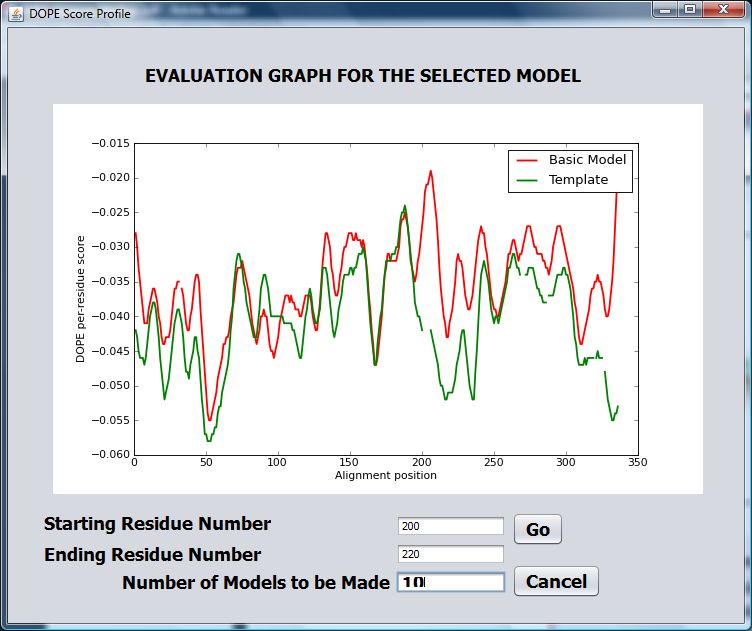 DOPE Score Profile
EVALUATION GRAPH FOR THE SELECTED MODEL
−0.015
−0.020
−0.025
−0.030
−0.035
−0.040
−0.045
−0.050
−0.055
−0.060
DOPE per-residue score
Basic Model
Template
0 50 100 150 200 250 300 350
Alignment position
Starting Residue Number 200 Go
Ending Residue Number 220
Number of Models to be Made 10 Cancel